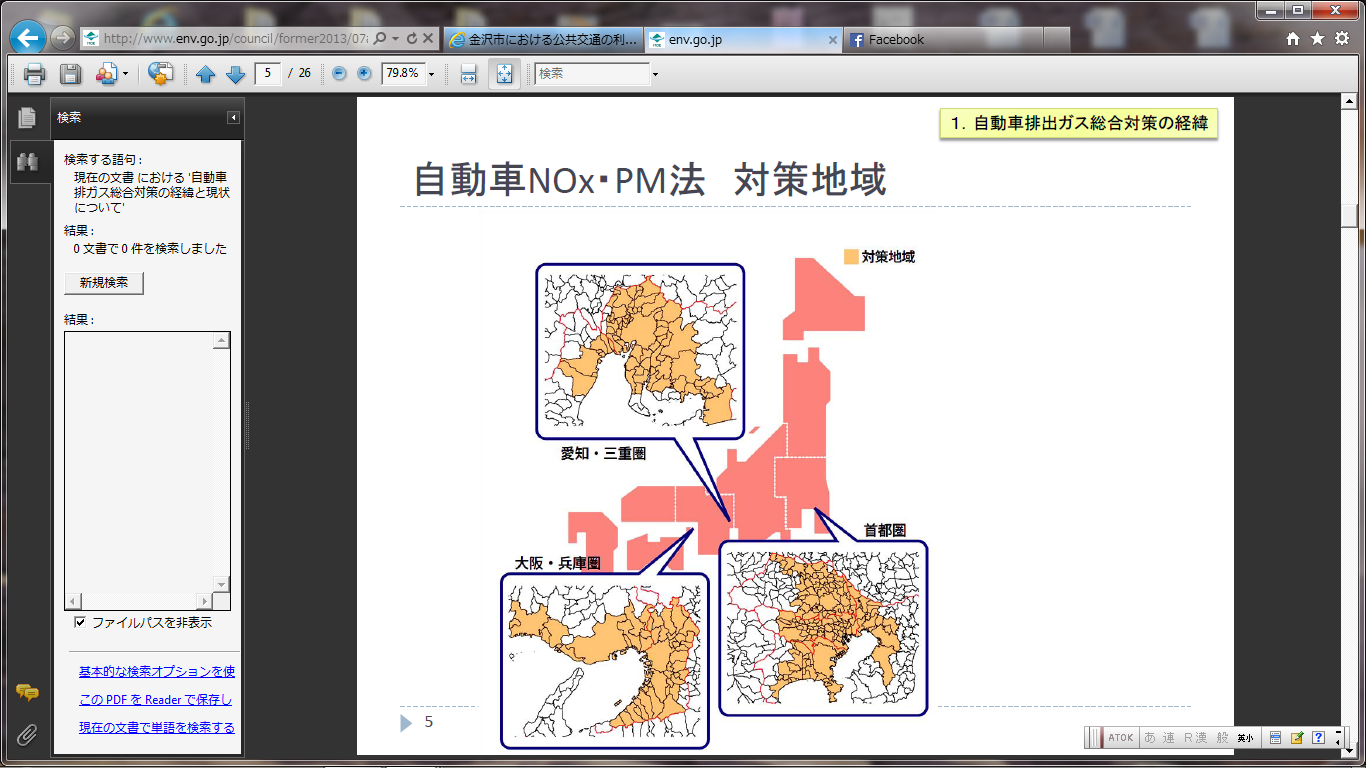 http://www.env.go.jp/council/former2013/07a
金沢市における公共交通の利...
env.go.jp
Facebook
5 / 26
79.8%
検索
検索
検索する語句 :
現在の文書 における '自動車
排ガス総合対策の経緯と現状
について'
結果 :
0 文書で 0 件を検索しました
新規検索
結果 :
ファイルパスを非表示
基本的な検索オプションを使
この PDF を Reader で保存し
現在の文書で単語を検索する
1. 自動車排出ガス総合対策の経緯
自動車NOx・PM法 対策地域
対策地域
愛知・三重圏
首都圏
大阪・兵庫圏
5
ATOK あ 連 R漢 般 英小